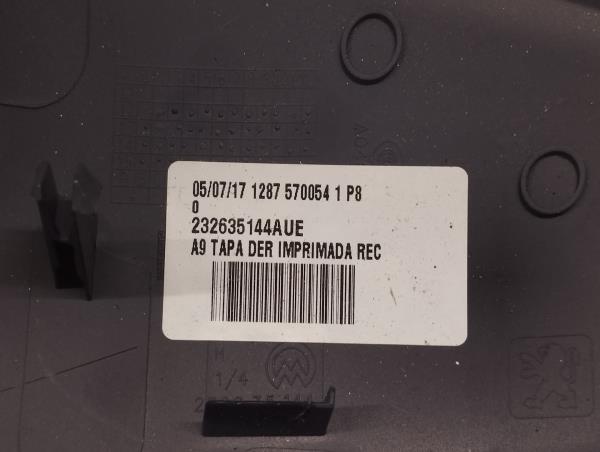 05/07/17 1287 570054 1 P8
0
232635144AUE
A9 TAPA DER IMPRIMADA REC
1/4